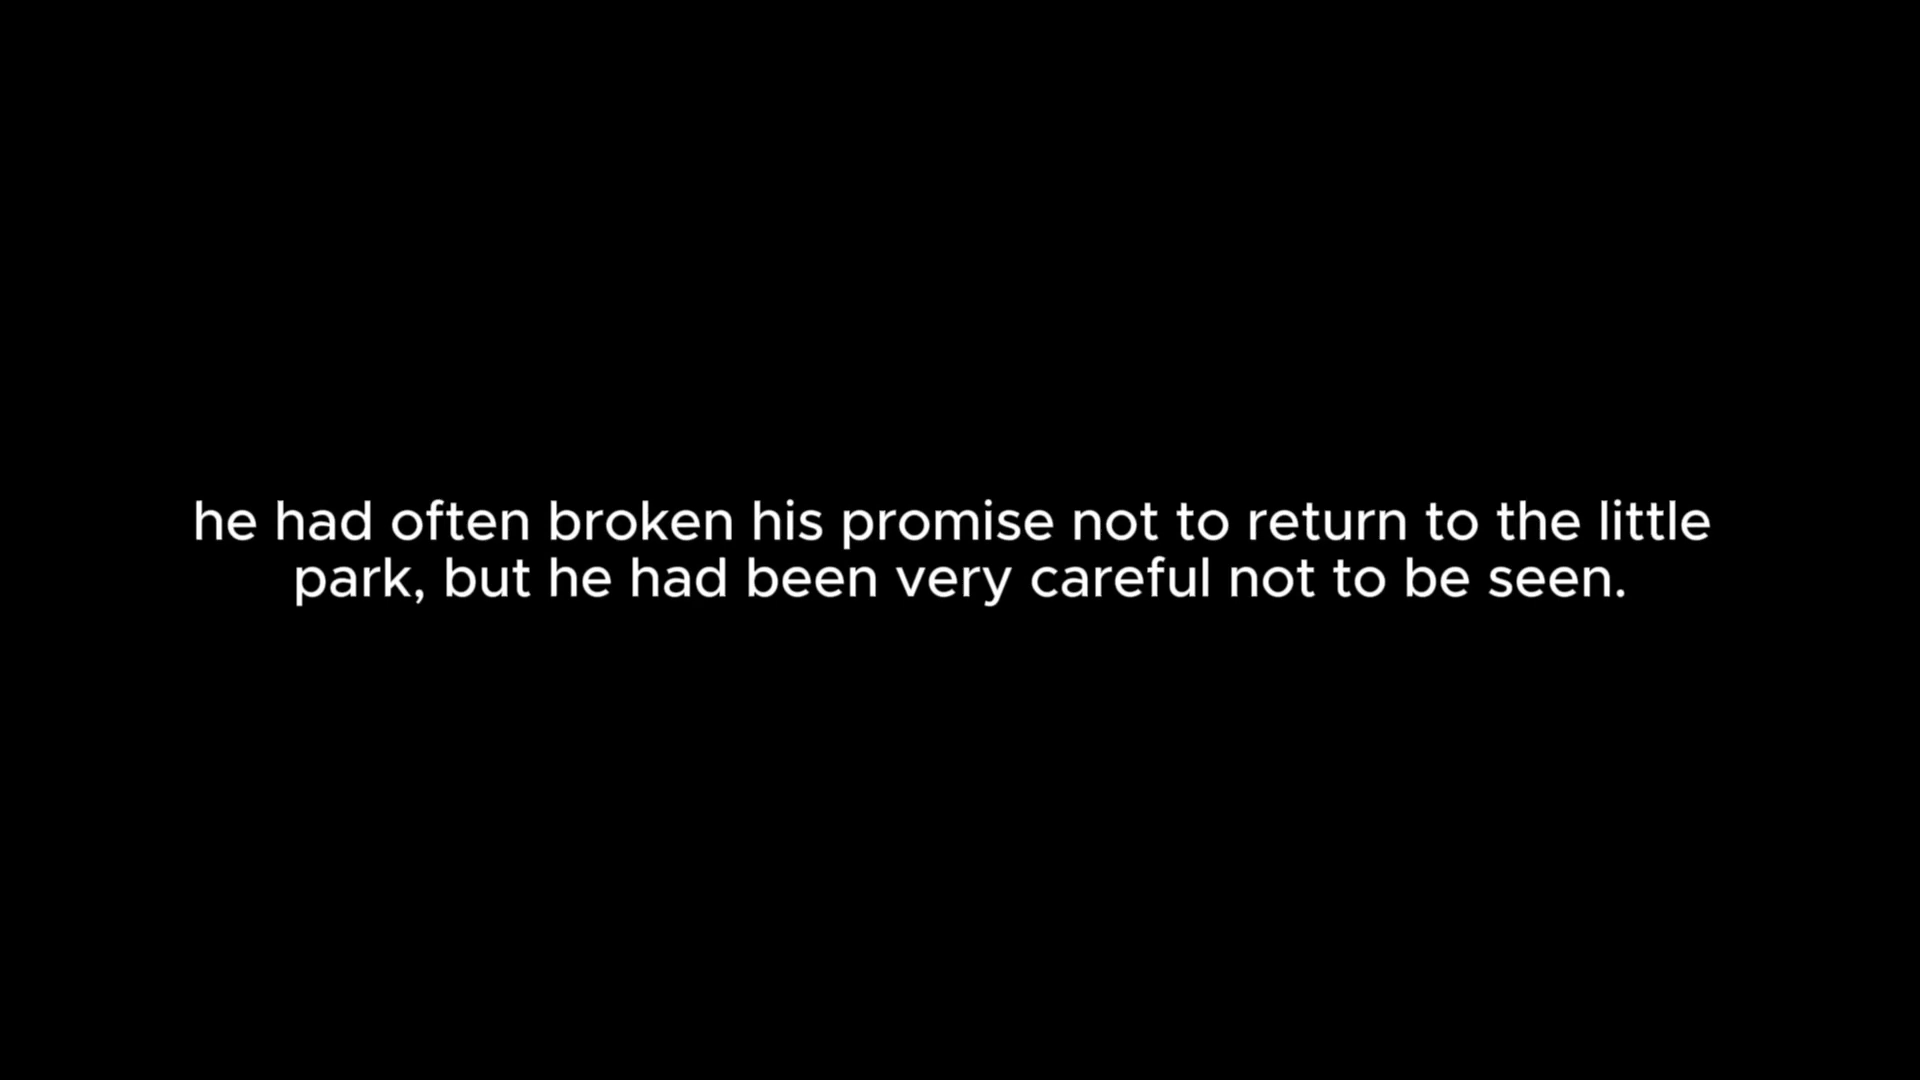 he had often broken his promise not to return to the little
park, but he had been very careful not to be seen.